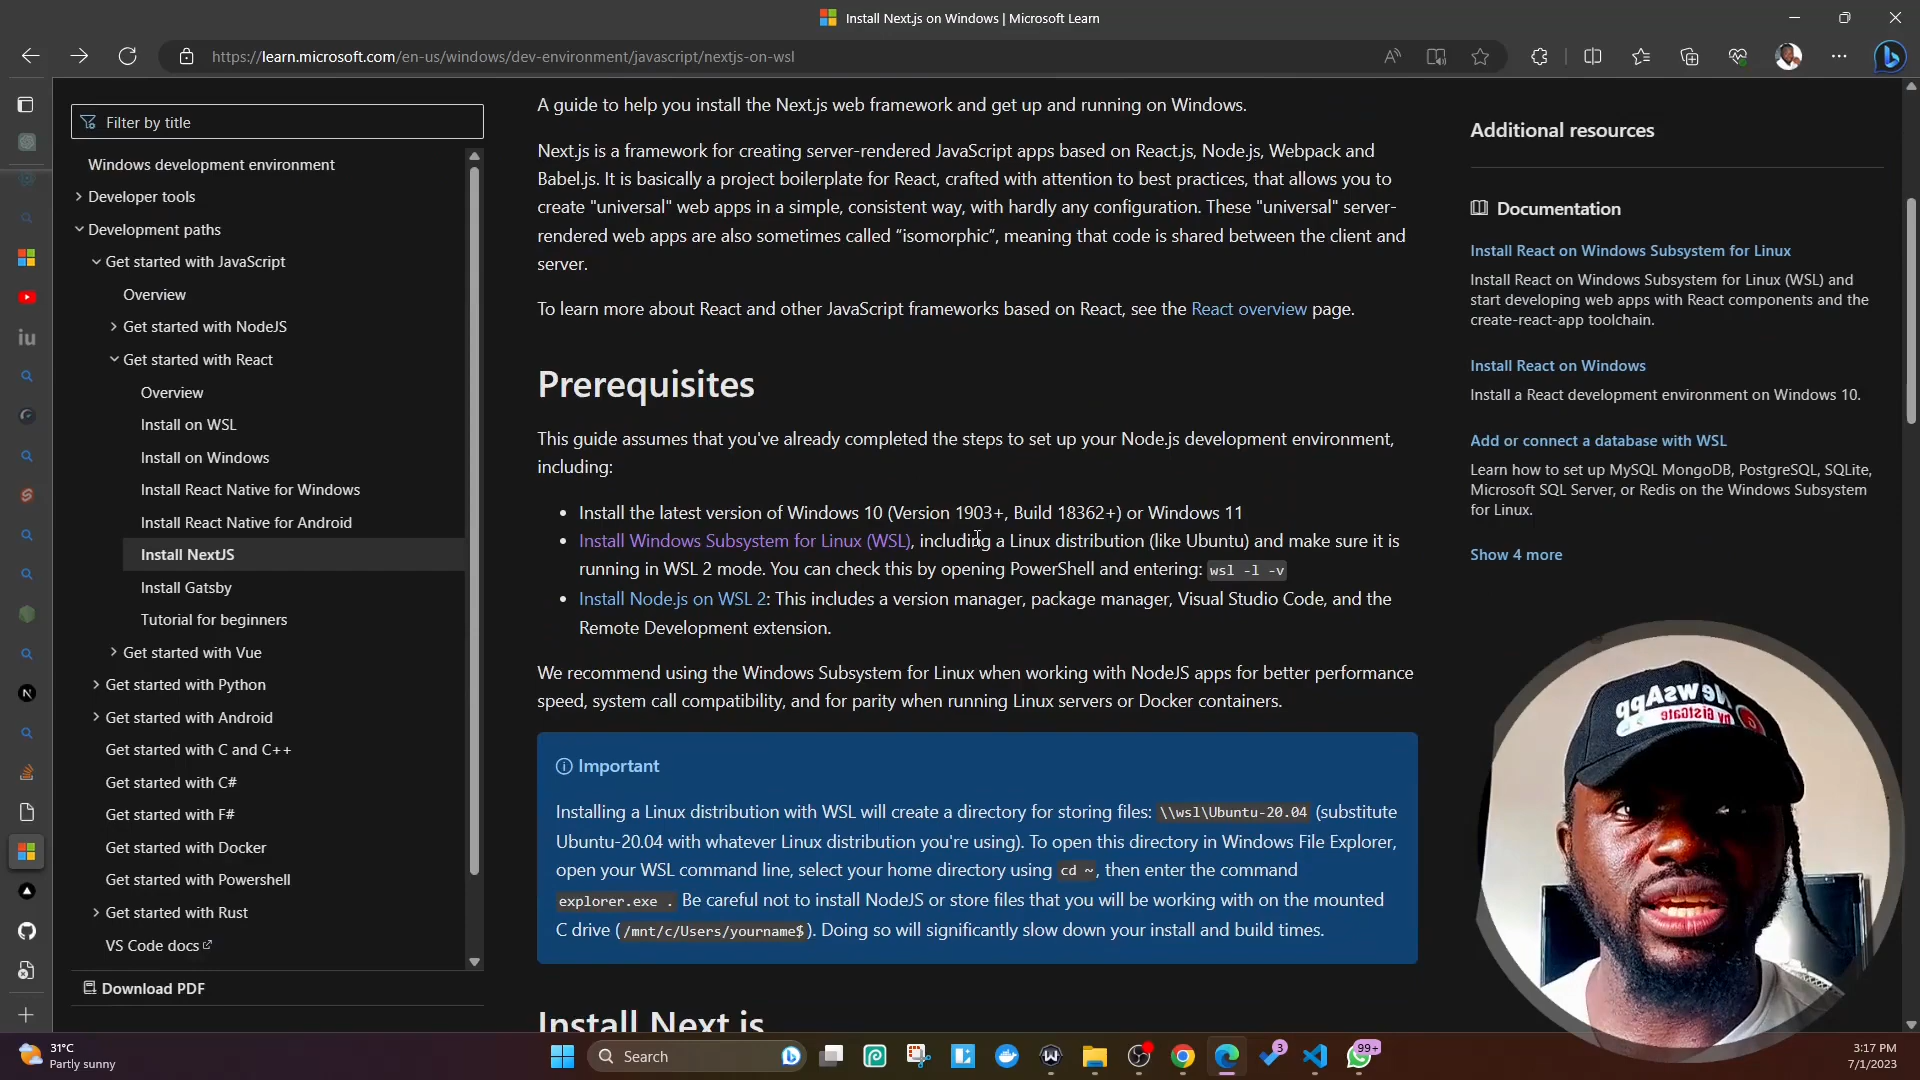 Install Next.js on Windows | Microsoft Learn
https://learn.microsoft.com/en-us/windows/dev-environment/javascript/nextjs-on-wsl
Filter by title
Windows development environment
Developer tools
Development paths
Get started with JavaScript
Overview
Get started with NodeJS
Get started with React
Overview
Install on WSL
Install on Windows
Install React Native for Windows
Install React Native for Android
Install NextJS
Install Gatsby
Tutorial for beginners
Get started with Vue
Get started with Python
Get started with Android
Get started with C and C++
Get started with C#
Get started with F#
Get started with Docker
Get started with Powershell
Get started with Rust
VS Code docs
Download PDF
A guide to help you install the Next.js web framework and get up and running on Windows.
Next.js is a framework for creating server-rendered JavaScript apps based on React.js, Node.js, Webpack and
Babel.js. It is basically a project boilerplate for React, crafted with attention to best practices, that allows you to
create "universal" web apps in a simple, consistent way, with hardly any configuration. These "universal" server-
rendered web apps are also sometimes called “isomorphic”, meaning that code is shared between the client and
server.
To learn more about React and other JavaScript frameworks based on React, see the React overview page.
Prerequisites
This guide assumes that you've already completed the steps to set up your Node.js development environment,
including:
• Install the latest version of Windows 10 (Version 1903+, Build 18362+) or Windows 11
• Install Windows Subsystem for Linux (WSL), including a Linux distribution (like Ubuntu) and make sure it is
running in WSL 2 mode. You can check this by opening PowerShell and entering: wsl -l -v
• Install Node.js on WSL 2: This includes a version manager, package manager, Visual Studio Code, and the
Remote Development extension.
We recommend using the Windows Subsystem for Linux when working with NodeJS apps for better performance
speed, system call compatibility, and for parity when running Linux servers or Docker containers.
Important
Installing a Linux distribution with WSL will create a directory for storing files: \\wsl\Ubuntu-20.04 (substitute
Ubuntu-20.04 with whatever Linux distribution you're using). To open this directory in Windows File Explorer,
open your WSL command line, select your home directory using cd ~, then enter the command
explorer.exe . Be careful not to install NodeJS or store files that you will be working with on the mounted
C drive (/mnt/c/Users/yourname$). Doing so will significantly slow down your install and build times.
Install Next.js
Additional resources
Documentation
Install React on Windows Subsystem for Linux
Install React on Windows Subsystem for Linux (WSL) and
start developing web apps with React components and the
create-react-app toolchain.
Install React on Windows
Install a React development environment on Windows 10.
Add or connect a database with WSL
Learn how to set up MySQL MongoDB, PostgreSQL, SQLite,
Microsoft SQL Server, or Redis on the Windows Subsystem
for Linux.
Show 4 more
NewsApp
by GistGate
iu
31°C
Partly sunny
Search
3
99+
3:17 PM
7/1/2023